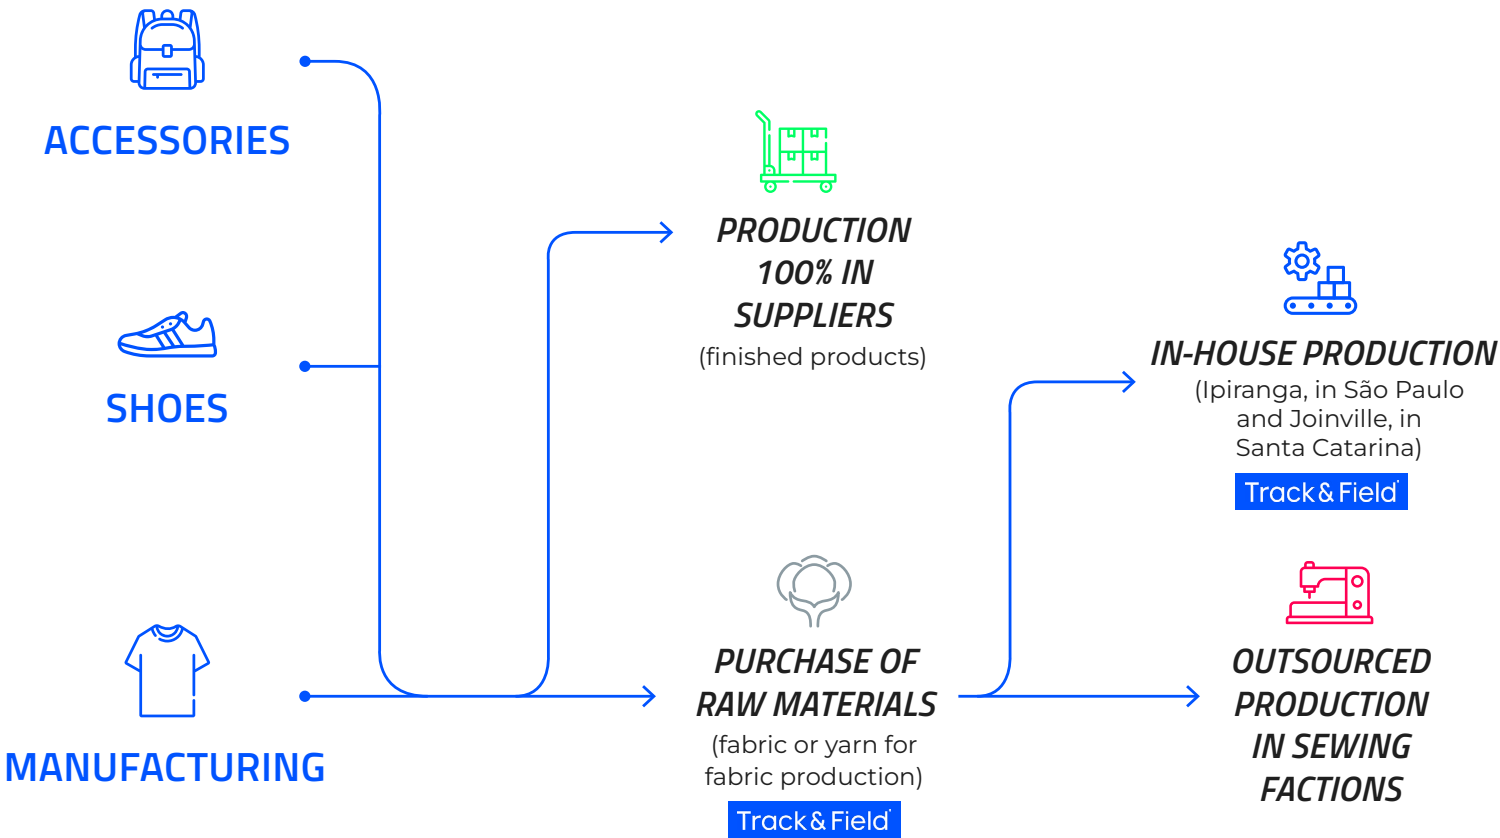 ACCESSORIES
SHOES
MANUFACTURING
PRODUCTION
100% IN
SUPPLIERS
(finished products)
PURCHASE OF
RAW MATERIALS
(fabric or yarn for
fabric production)
Track & Field
IN-HOUSE PRODUCTION
(Ipiranga, in São Paulo
and Joinville, in
Santa Catarina)
Track & Field
OUTSOURCED
PRODUCTION
IN SEWING
FACTIONS